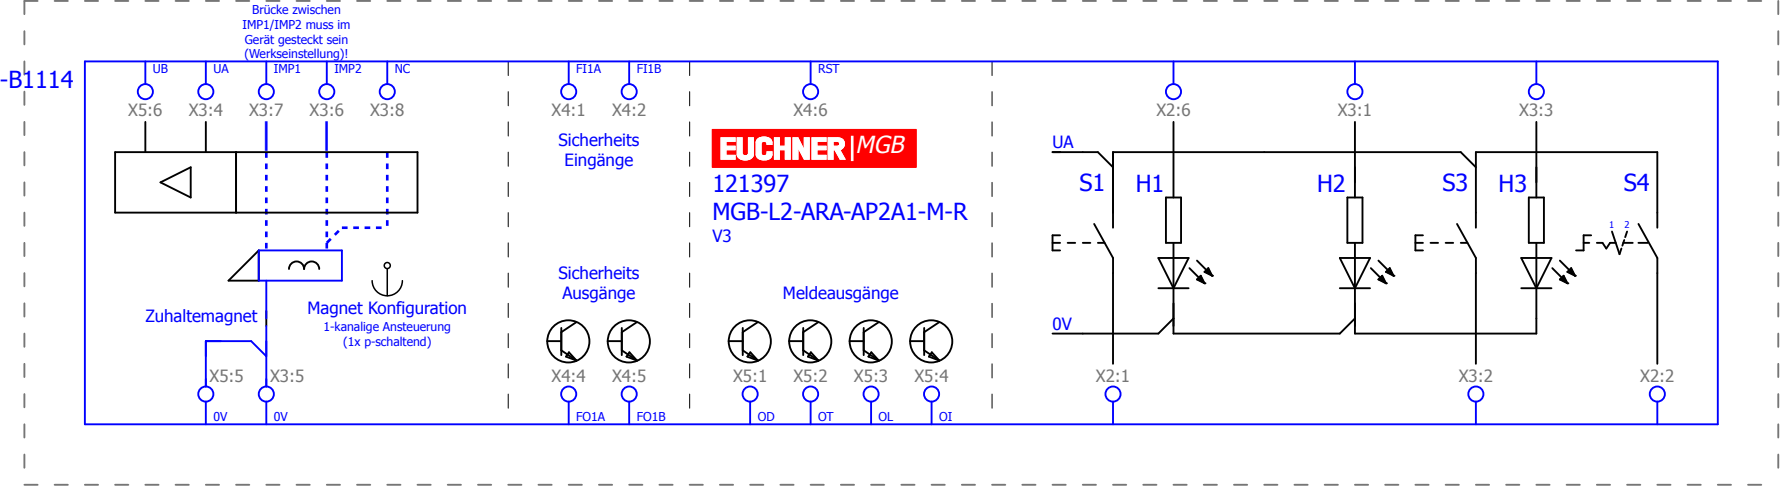 Brücke zwischen
IMP1/IMP2 muss im
Gerät gesteckt sein
(Werkseinstellung)!
-B1114
UB UA IMP1 IMP2 NC FI1A FI1B RST
X5:6 X3:4 X3:7 X3:6 X3:8 X4:1 X4:2 X4:6 X2:6 X3:1 X3:3
Sicherheits
Eingänge
EUCHNER|MGB
121397
MGB-L2-ARA-AP2A1-M-R
V3
UA
S1 H1 H2 S3 H3 S4
1 2
Zuhaltemagnet
Magnet Konfiguration
1-kanalige Ansteuerung
(1x p-schaltend)
Sicherheits
Ausgänge
Meldeausgänge
0V
X5:5 X3:5 X4:4 X4:5 X5:1 X5:2 X5:3 X5:4 X2:1 X3:2 X2:2
0V 0V FO1A FO1B OD OT OL OI